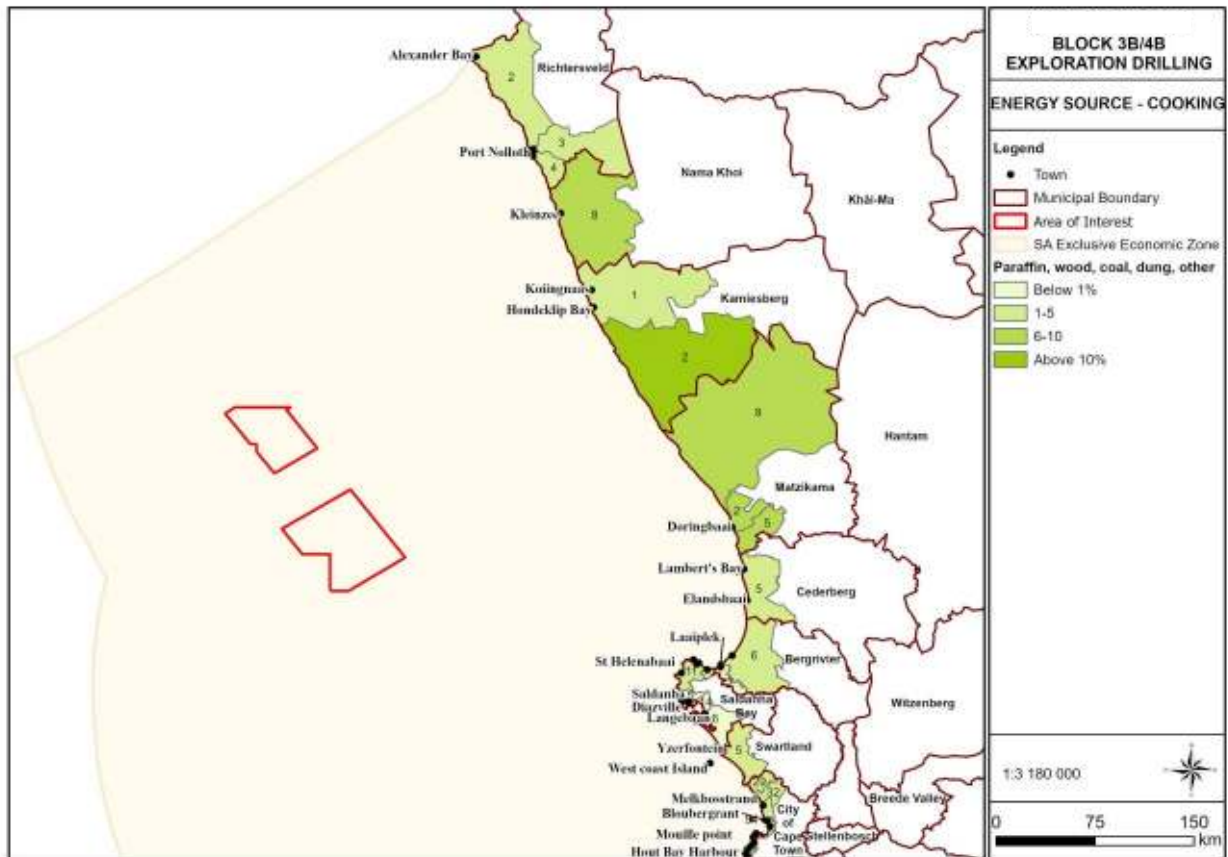 BLOCK 3B/4B
EXPLORATION DRILLING
ENERGY SOURCE - COOKING
Legend
Town
Municipal Boundary
Area of Interest
SA Exclusive Economic Zone
Paraffin, wood, coal, dung, other
Below 1%
1-5
6-10
Above 10%
1:3 180 000
0 75 150
km
Alexander Bay
2
Richtersveld
3
Port Nolloth
4
Nama Khoi
Khâi-Ma
Kleinzee
8
Koiingnaas
1
Kamiesberg
Hondeklip Bay
2
8
Hantam
Matzikama
2
5
Doringbaai
Lambert's Bay
5
Cederberg
Elandsbaai
Laaiplek
6
Bergrivier
St Helenabaai
Witzenberg
Saldanha
Saldanha
Bay
Diazville
Langebaan
6
Yzerfontein
5
Swartland
West coast Island
Melkbosstrand
Breede Valley
Bloubergrant
City
of
Cape
Town
Mouille point
Stellenbosch
Hout Bay Harbour